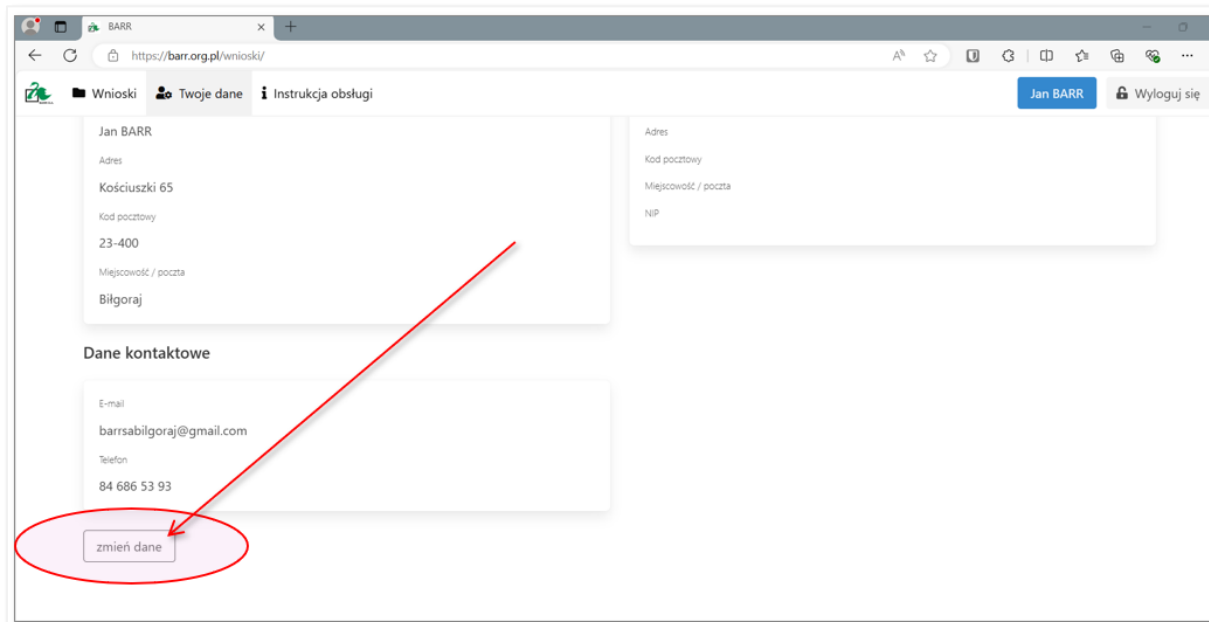 BARR
https://barr.org.pl/wnioski/
Wnioski Twoje dane Instrukcja obsługi Jan BARR Wyloguj się
Jan BARR
Adres
Kościuszki 65
Kod pocztowy
23-400
Miejscowość / poczta
Biłgoraj
Adres
Kod pocztowy
Miejscowość / poczta
NIP
Dane kontaktowe
E-mail
barrsabilgoraj@gmail.com
Telefon
84 686 53 93
zmień dane